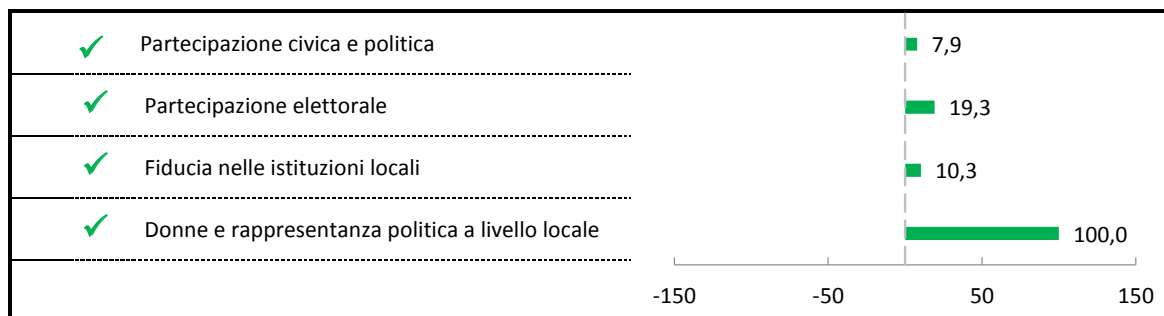 Partecipazione civica e politica 7,9
Partecipazione elettorale 19,3
Fiducia nelle istituzioni locali 10,3
Donne e rappresentanza politica a livello locale 100,0
-150 -50 50 150